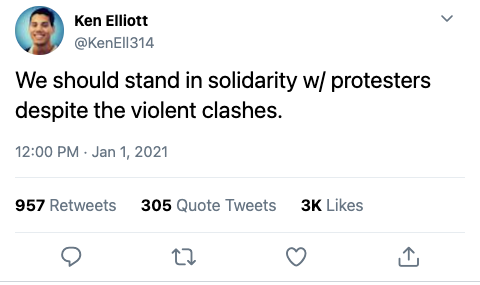 Ken Elliott
@KenEll314
We should stand in solidarity w/ protesters
despite the violent clashes.
12:00 PM · Jan 1, 2021
957 Retweets 305 Quote Tweets 3K Likes